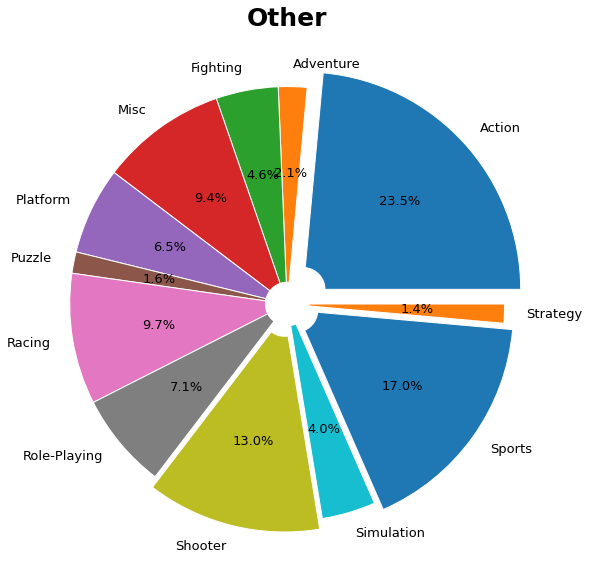 Other
Adventure
Fighting
Misc
Action
4.6%
2.1%
9.4%
23.5%
Platform
6.5%
Puzzle
1.6%
Racing
9.7%
1.4%
Strategy
7.1%
17.0%
Role-Playing
13.0%
4.0%
Sports
Shooter
Simulation